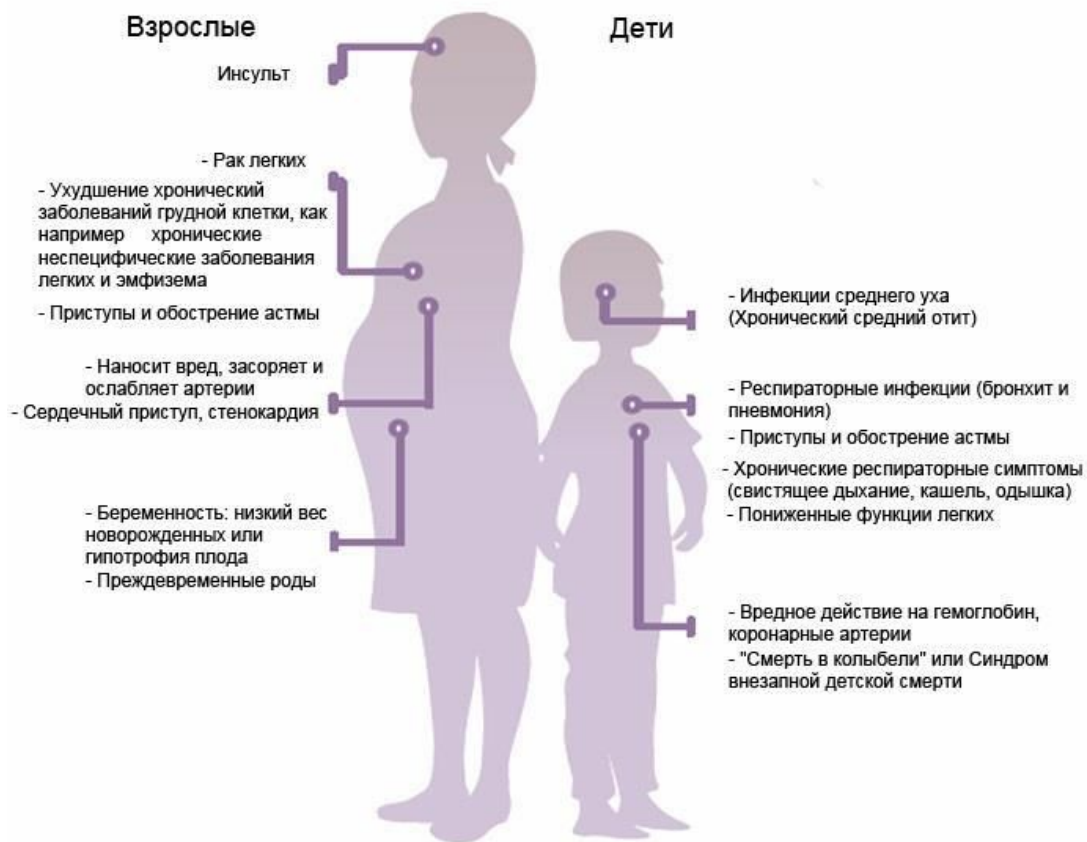 Взрослые
Инсульт
- Рак легких
- Ухудшение хронический
заболеваний грудной клетки, как
например хронические
неспецифические заболевания
легких и эмфизема
- Приступы и обострение астмы
- Наносит вред, засоряет и
ослабляет артерии
- Сердечный приступ, стенокардия
- Беременность: низкий вес
новорожденных или
гипотрофия плода
- Преждевременные роды
Дети
- Инфекции среднего уха
(Хронический средний отит)
- Респираторные инфекции (бронхит и
пневмония)
- Приступы и обострение астмы
- Хронические респираторные симптомы
(свистящее дыхание, кашель, одышка)
- Пониженные функции легких
- Вредное действие на гемоглобин,
коронарные артерии
- "Смерть в колыбели" или Синдром
внезапной детской смерти